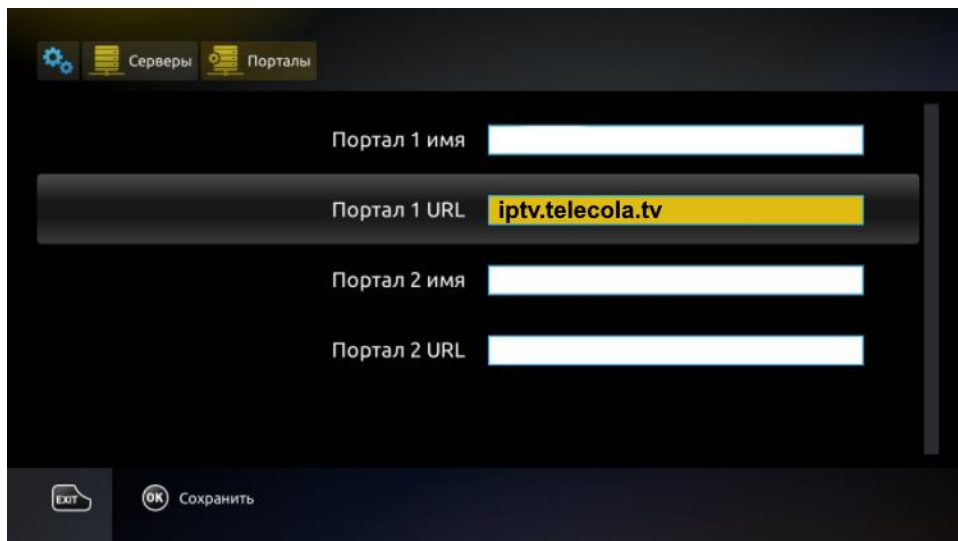 Серверы Порталы
Портал 1 имя
Портал 1 URL iptv.telecola.tv
Портал 2 имя
Портал 2 URL
EXIT OK Сохранить